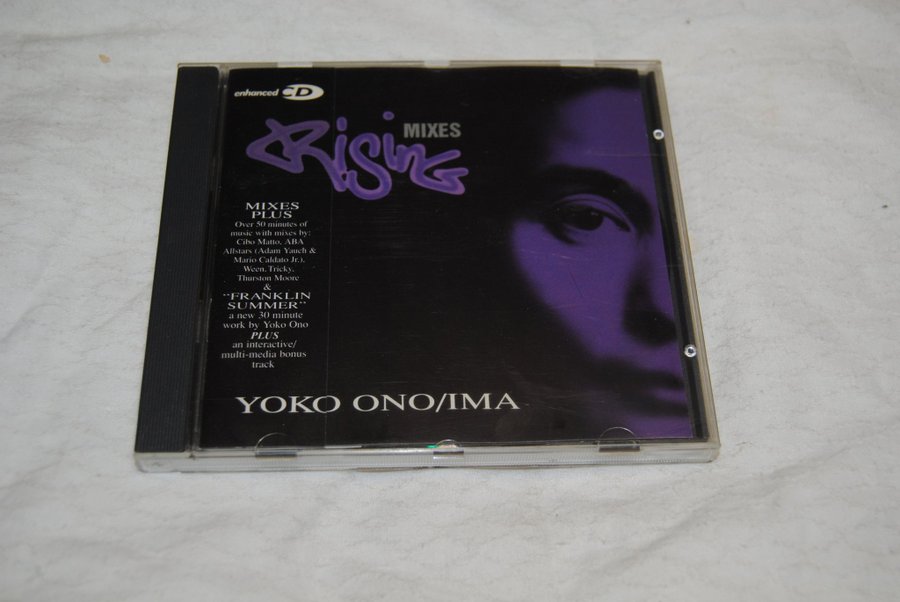 enhanced CD
Rising MIXES
MIXES
PLUS
Over 50 minutes of
music with mixes by:
Cibo Matto, ABA
Allstars (Adam Yauch &
Mario Caldato Jr.),
Ween, Tricky,
Thurston Moore
&
"FRANKLIN
SUMMER"
a new 30 minute
work by Yoko Ono
PLUS
an interactive/
multi-media bonus
track
YOKO ONO/IMA